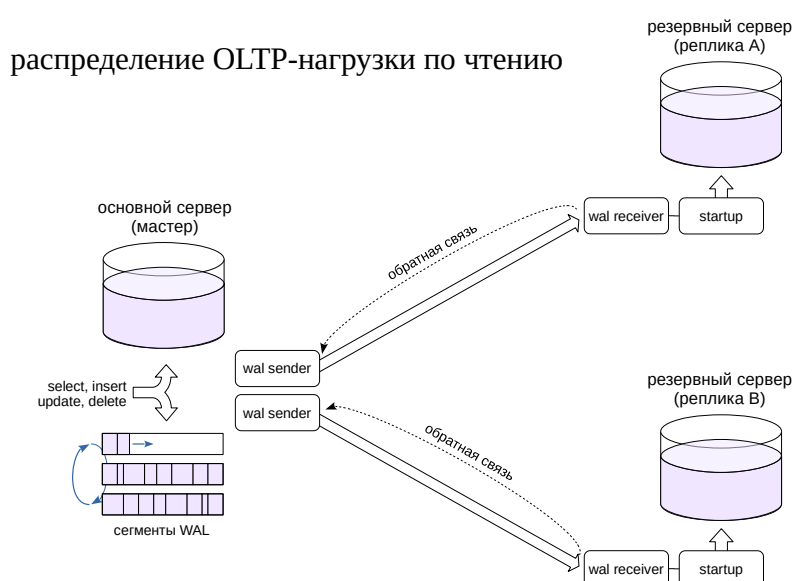 распределение OLTP-нагрузки по чтению
резервный сервер
(реплика A)
wal receiver
startup
основной сервер
(мастер)
обратная связь
wal sender
select, insert
update, delete
wal sender
резервный сервер
(реплика B)
обратная связь
сегменты WAL
wal receiver
startup